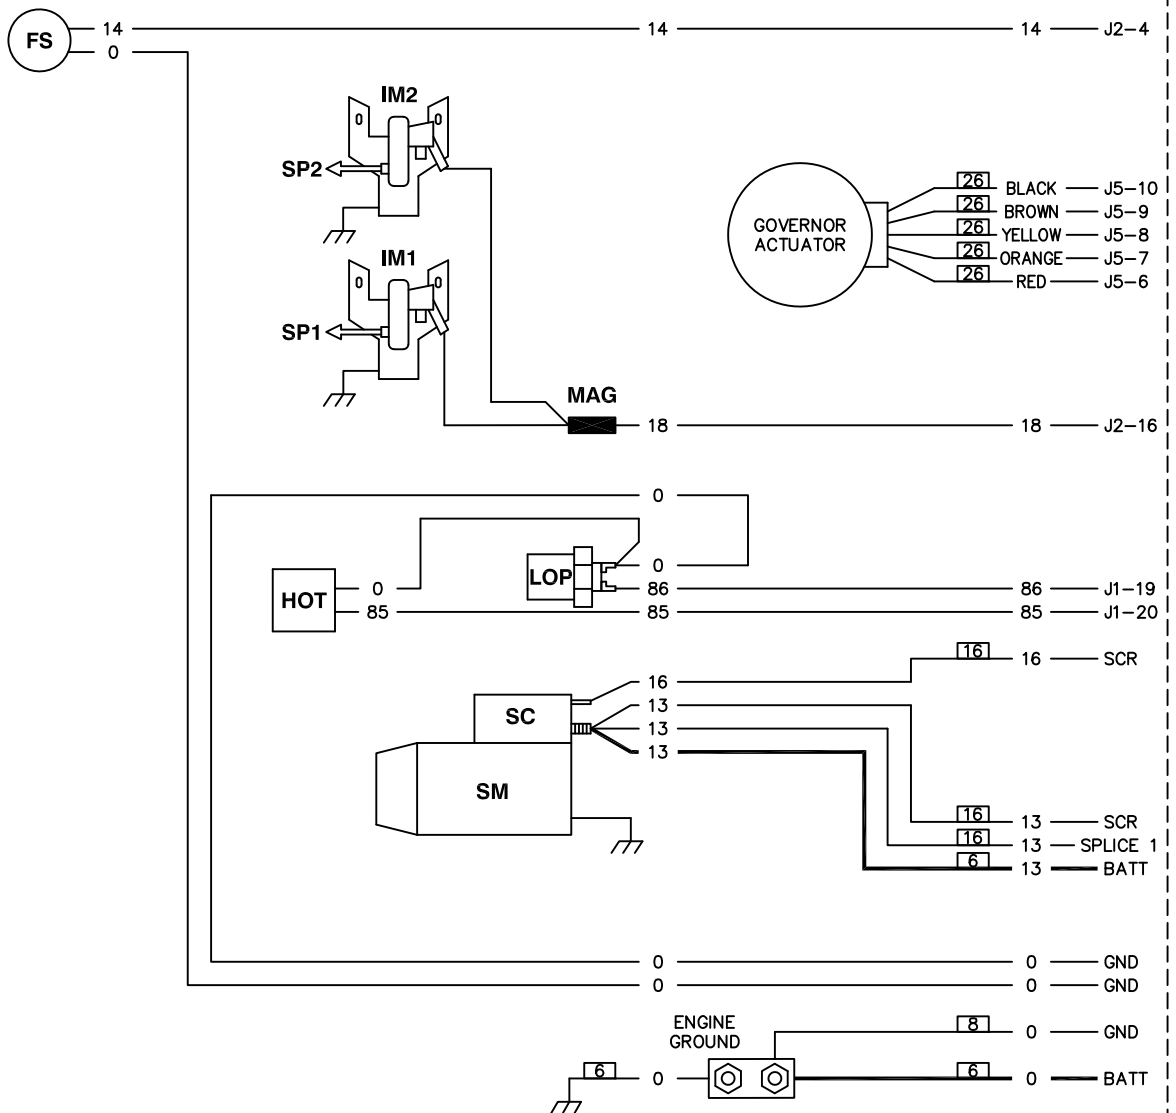 FS
14 14 14 J2-4
0
IM2
SP2
26 BLACK J5-10
26 BROWN J5-9
GOVERNOR
ACTUATOR
26 YELLOW J5-8
26 ORANGE J5-7
26 RED J5-6
IM1
SP1
MAG
18 18 J2-16
0
LOP
0
86 86 J1-19
HOT
0
85 85 85 J1-20
16 16 SCR
16
SC
13
13
13
SM
16 13 SCR
16 13 SPLICE 1
6 13 BATT
0 0 GND
0 0 GND
ENGINE
GROUND
8 0 GND
6 0 6 0 BATT